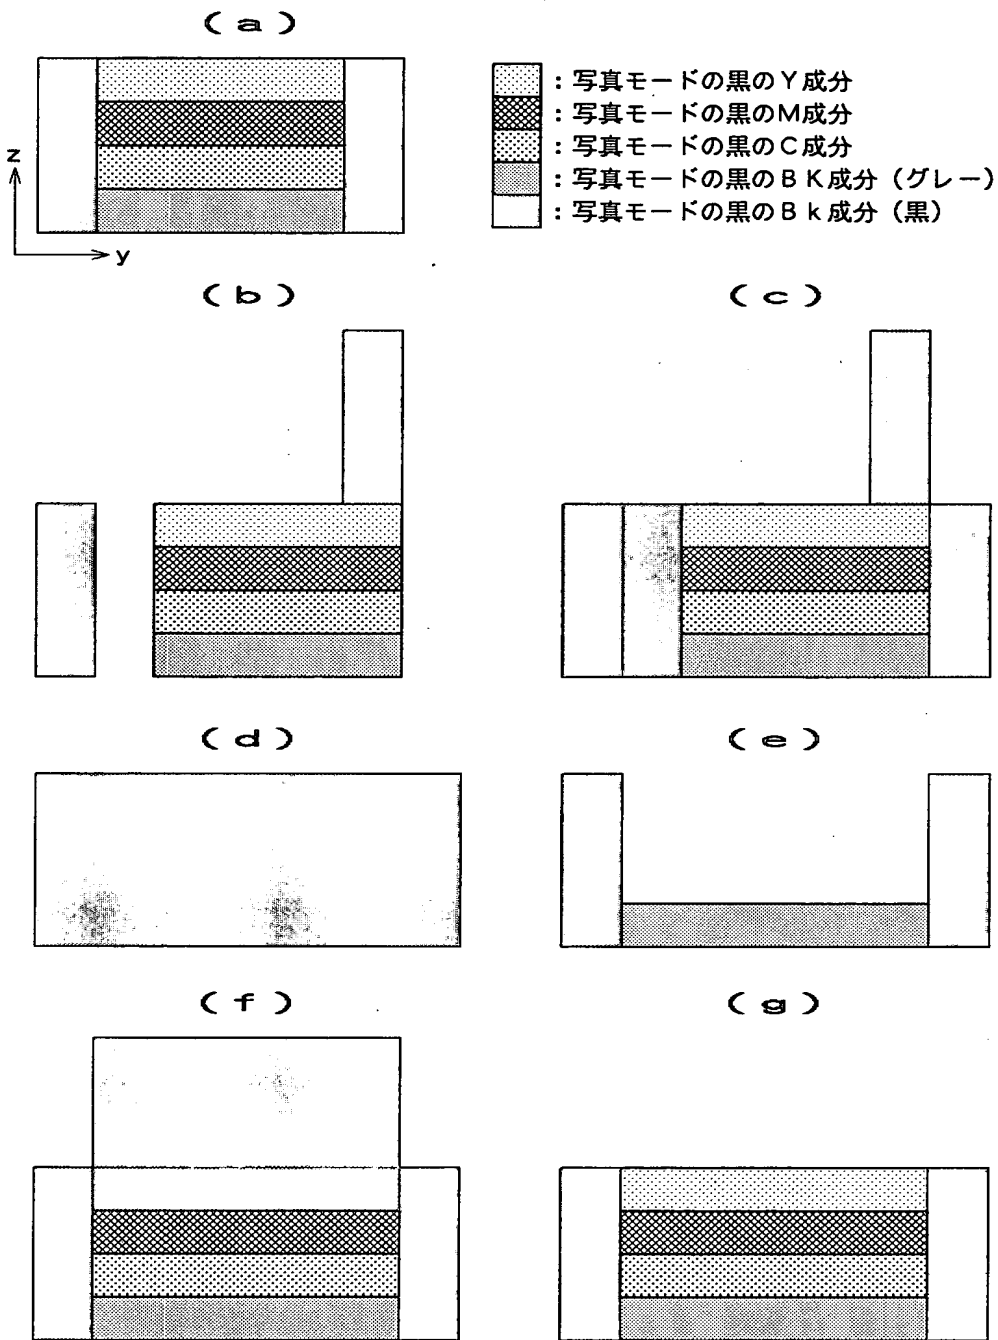 (a)
：写真モードの黒のY成分
：写真モードの黒のM成分
：写真モードの黒のC成分
：写真モードの黒のBK成分（グレー）
：写真モードの黒のBk成分（黒）
z
y
(b)
(c)
(d)
(e)
(f)
(g)